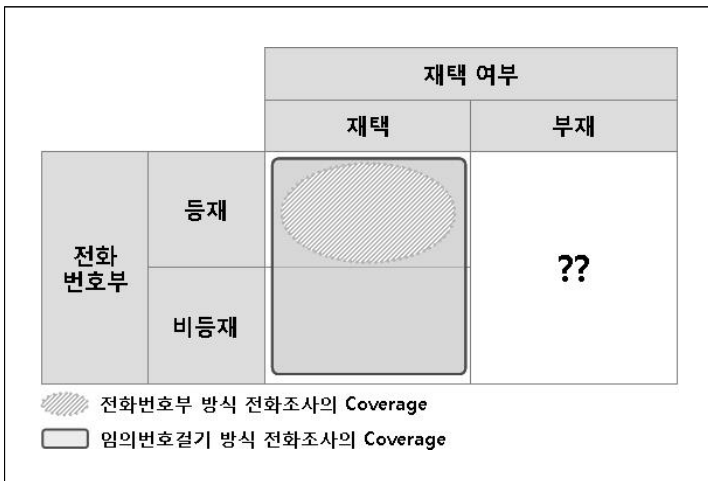 재택 여부
재택 부재
전화
번호부
등재
??
비등재
전화번호부 방식 전화조사의 Coverage
임의번호걸기 방식 전화조사의 Coverage